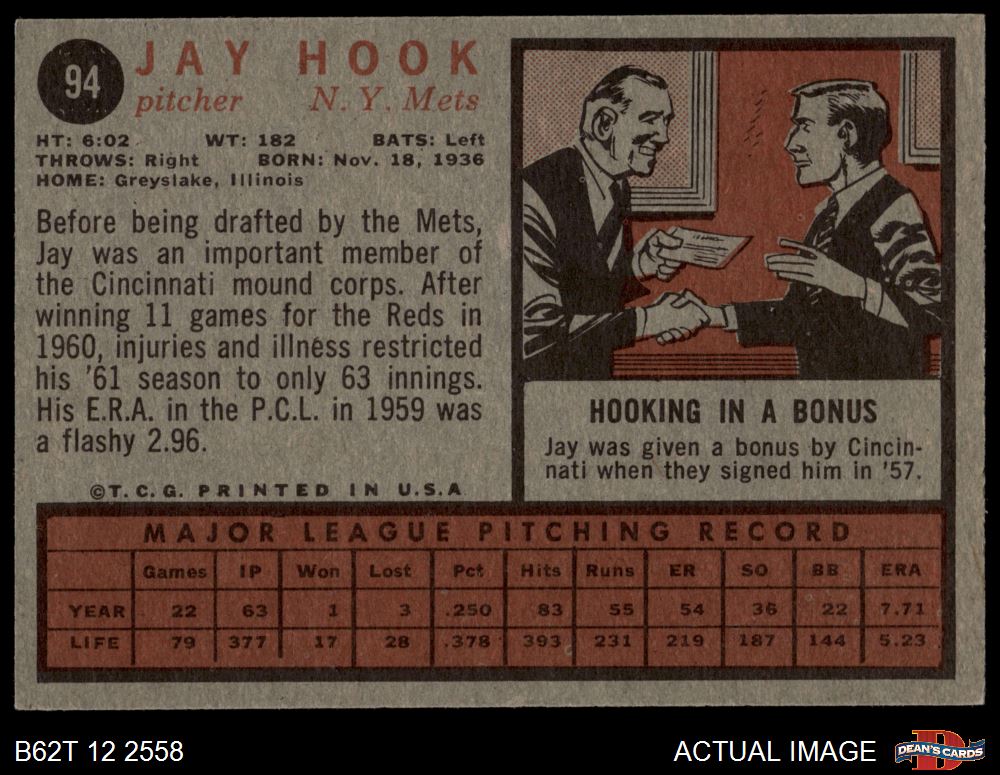 94
JAY HOOK
pitcher N. Y. Mets
HT: 6:02 WT: 182 BATS: Left
THROWS: Right BORN: Nov. 18, 1936
HOME: Greyslake, Illinois
Before being drafted by the Mets,
Jay was an important member of
the Cincinnati mound corps. After
winning 11 games for the Reds in
1960, injuries and illness restricted
his '61 season to only 63 innings.
His E.R.A. in the P.C.L. in 1959 was
a flashy 2.96.
©T. C. G. PRINTED IN U.S.A
HOOKING IN A BONUS
Jay was given a bonus by Cincin-
nati when they signed him in '57.
MAJOR LEAGUE PITCHING RECORD
Games IP Won Lost Pct Hits Runs ER SO BB ERA
YEAR 22 63 1 3 .250 83 55 54 36 22 7.71
LIFE 79 377 17 28 .378 393 231 219 187 144 5.23
B62T 12 2558
ACTUAL IMAGE
DEAN'S CARDS